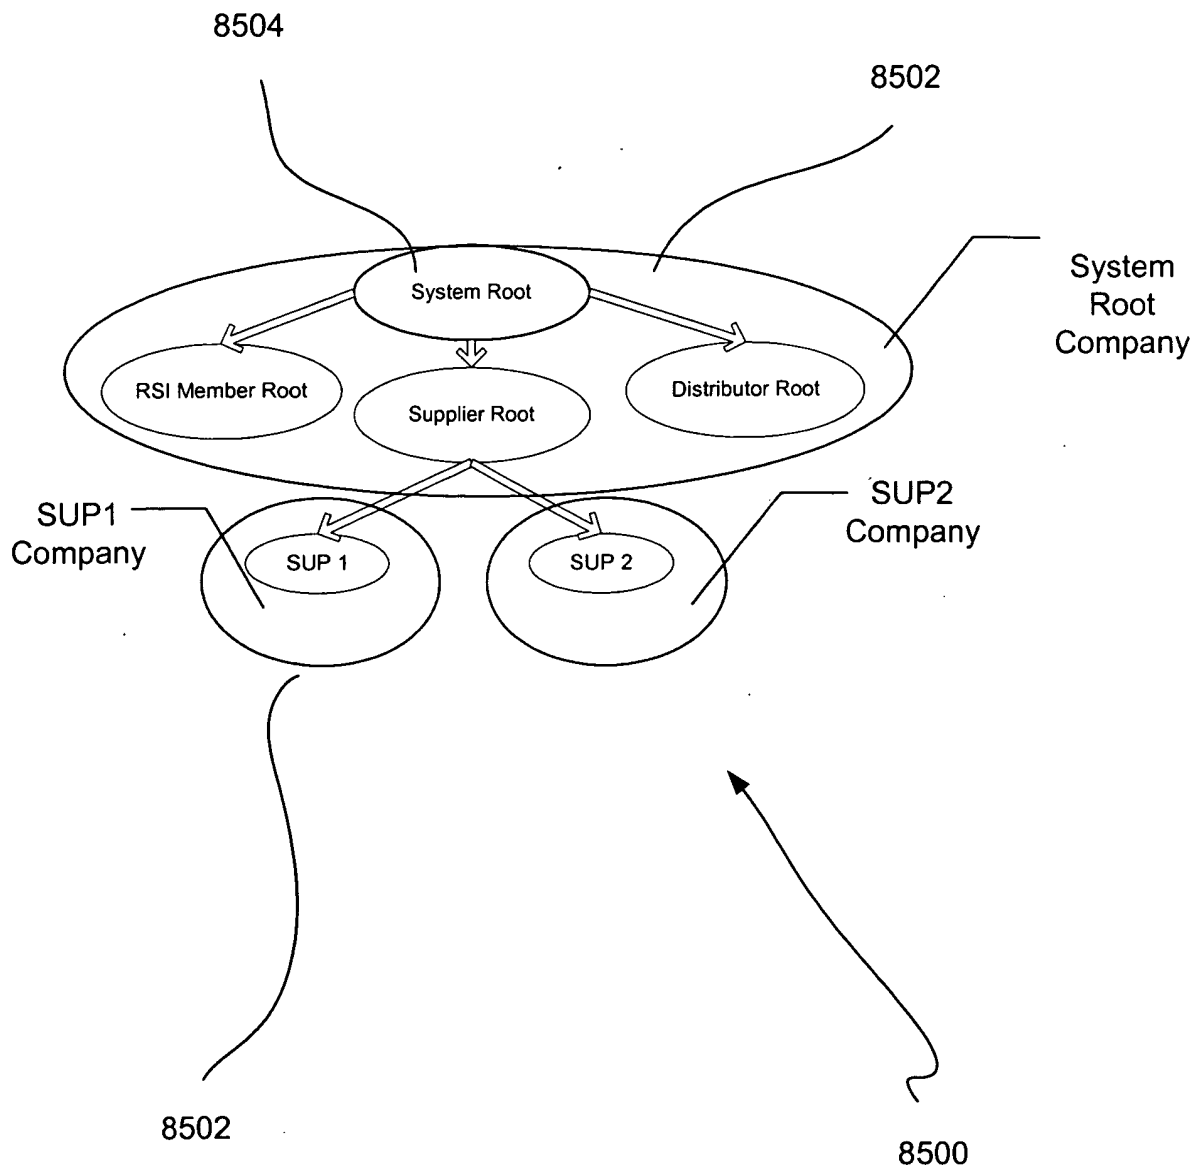 8504
8502
System Root
System
Root
Company
RSI Member Root
Supplier Root
Distributor Root
SUP1
Company
SUP2
Company
SUP 1
SUP 2
8502
8500